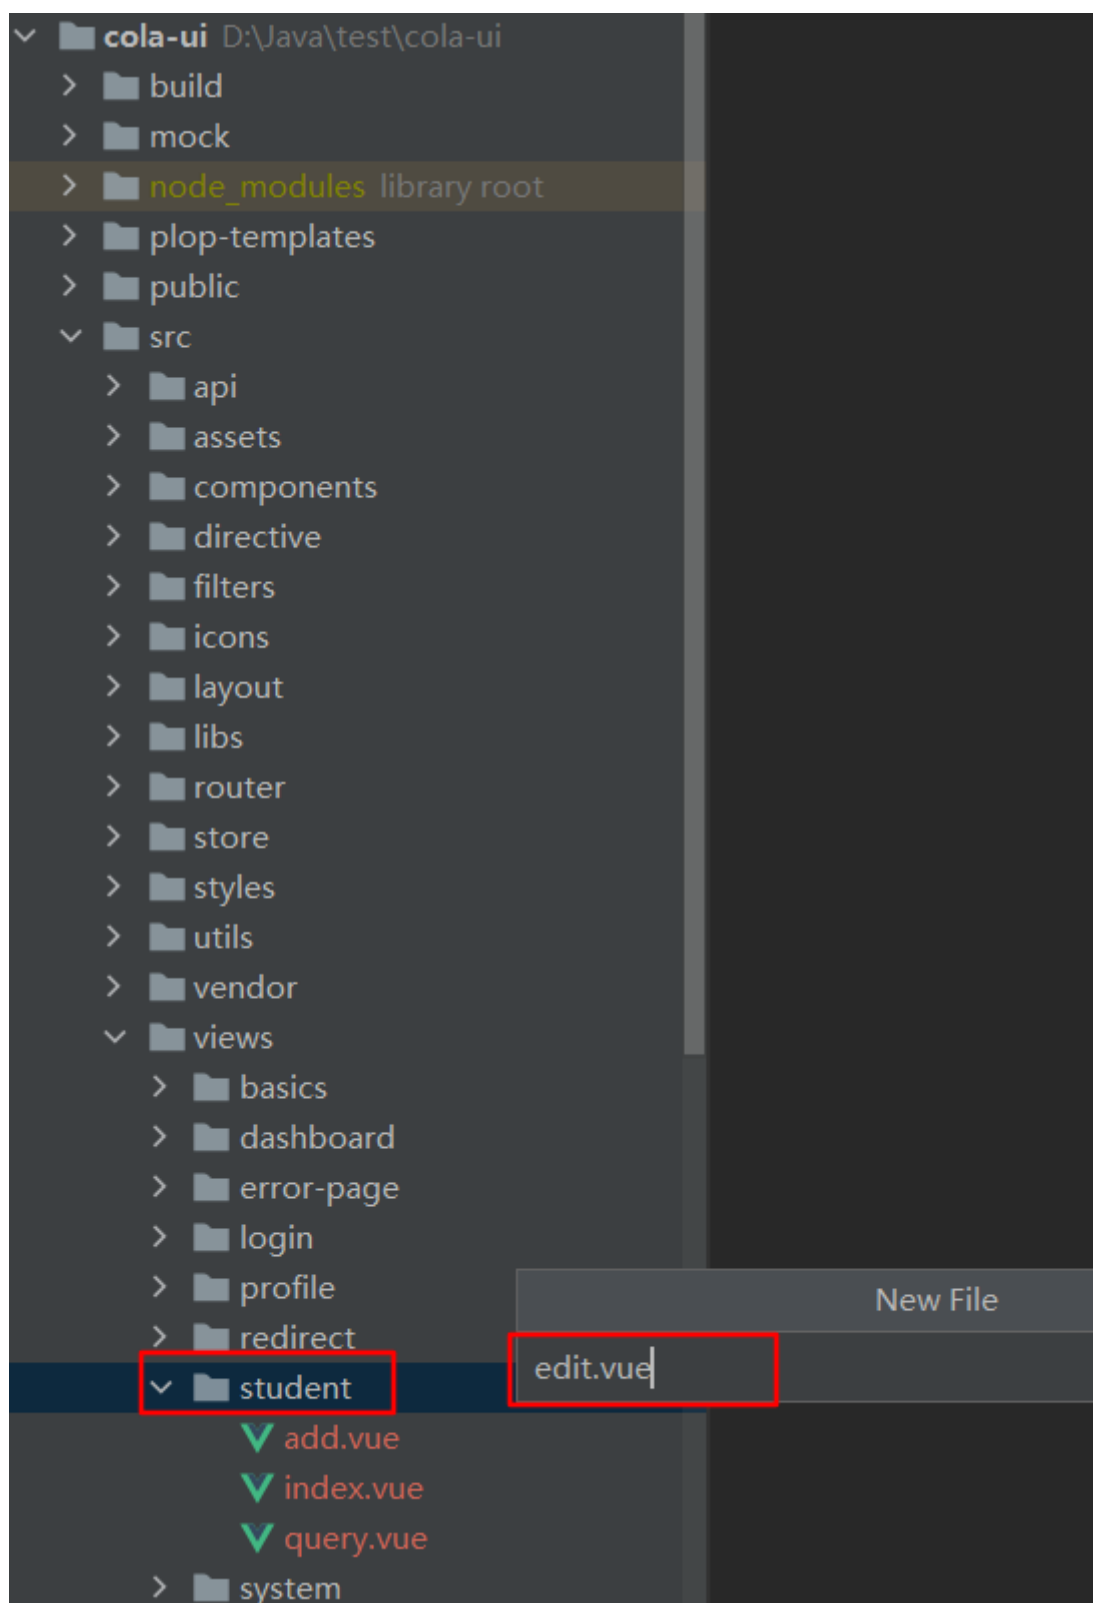 cola-ui D:\Java\test\cola-ui
build
mock
node_modules library root
plop-templates
public
src
api
assets
components
directive
filters
icons
layout
libs
router
store
styles
utils
vendor
views
basics
dashboard
error-page
login
profile
New File
redirect
edit.vue
student
add.vue
index.vue
query.vue
system